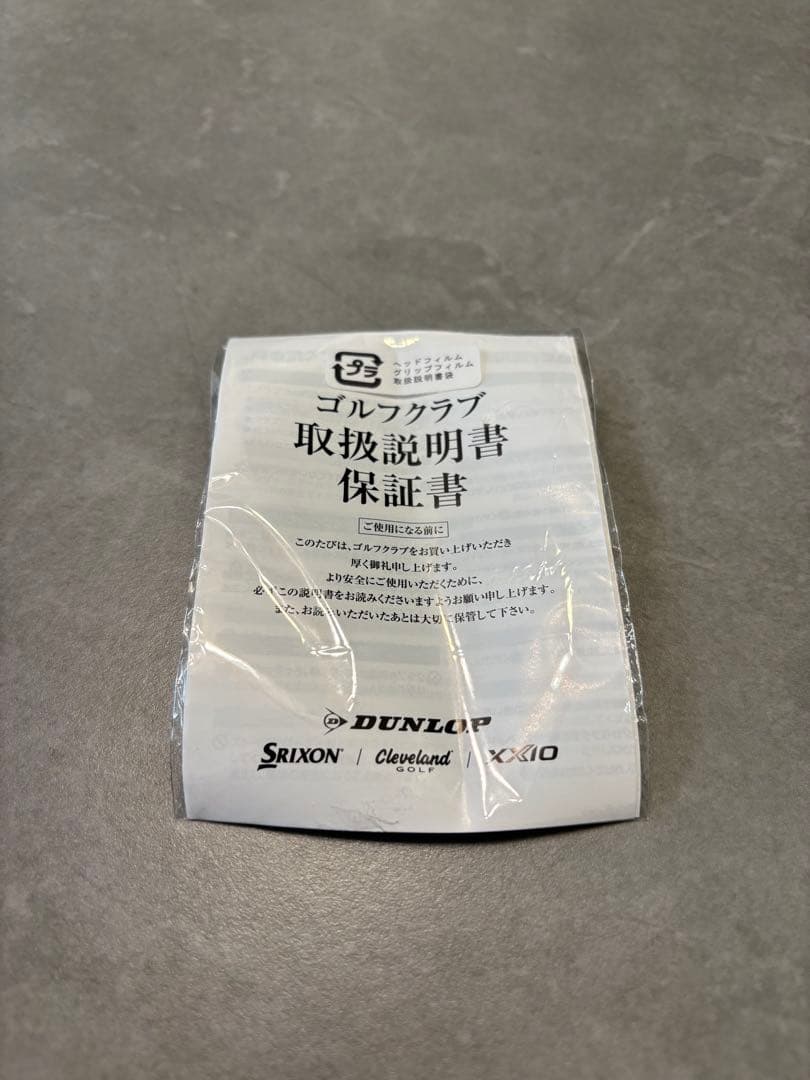 プラ
ヘッドフィルム
グリップフィルム
取扱説明書袋
ゴルフクラブ
取扱説明書
保証書
ご使用になる前に
このたびは、ゴルフクラブをお買い上げいただき
厚く御礼申し上げます。
より安全にご使用いただくために、
必ずこの説明書をお読みくださいますようお願い申し上げます。
また、お読みいただいたあとは大切に保管して下さい。
DUNLOP
SRIXON | Cleveland GOLF | XXIO